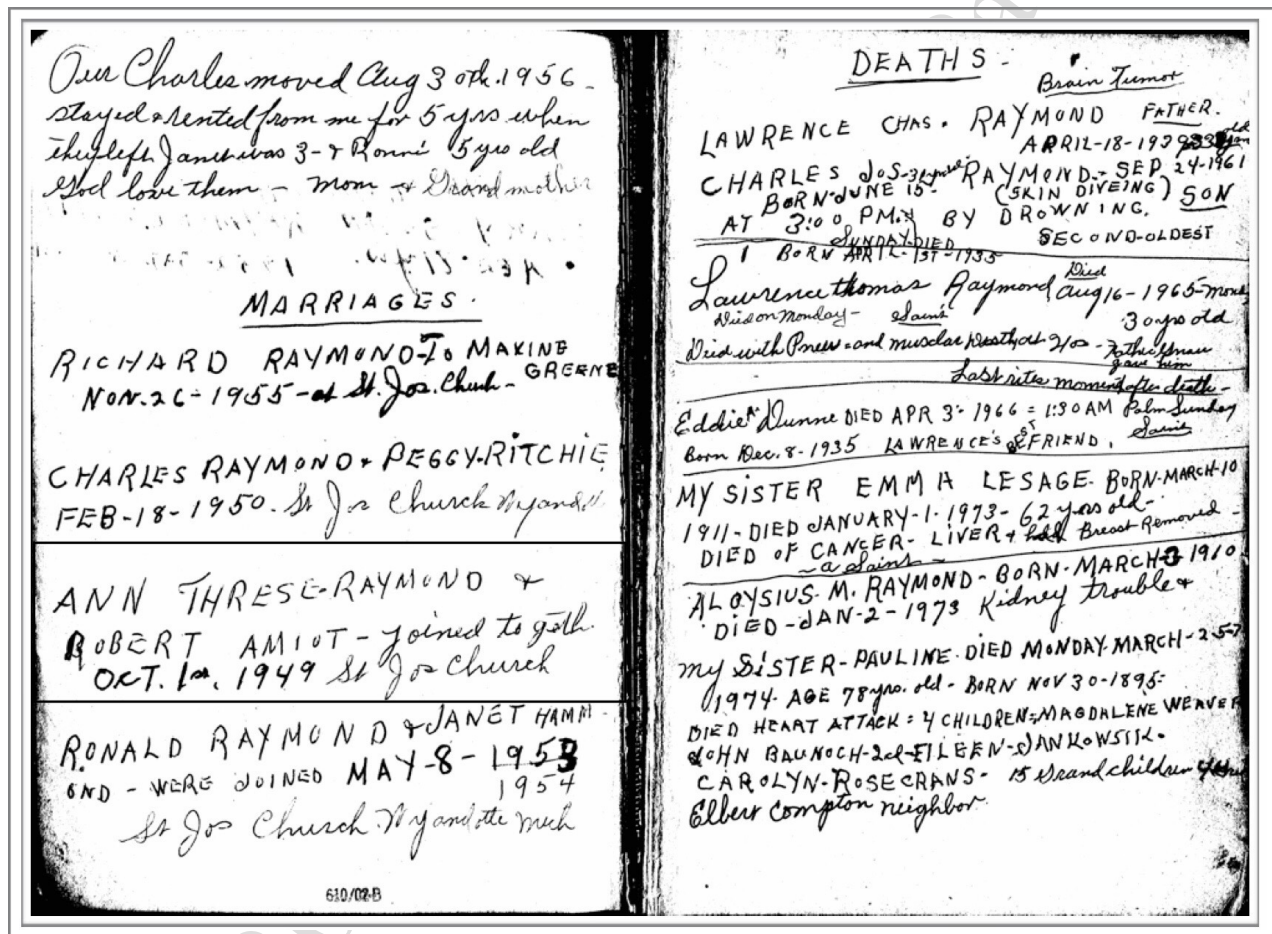 Our Charles moved Aug 30th. 1956 -
stayed & rented from me for 5 yrs when
they left Janet was 3 - & Ronni 5 yrs old
God love them - Mom & Grandmother
MARRIAGES.
RICHARD RAYMOND - To MAXINE
GREENE
NOV. 26 - 1955 - at St. Jos. Church -
CHARLES RAYMOND & PEGGY. RITCHIE
FEB - 18 - 1950. St Jos Church Wyandotte
ANN THRESE - RAYMOND &
ROBERT AMIOT - joined to geth.
OCT. 1st, 1949 St Jos Church
RONALD RAYMOND & JANET HAMM -
OND - WERE JOINED MAY - 8 - 1953
1954
St Jos Church. Wyandotte Mich
610/02-B
DEATHS -
Brain Tumor
LAWRENCE CHAS. RAYMOND FATHER.
APRIL - 18 - 1939 old
CHARLES JOS - RAYMOND. - SEP. 24 - 1961
BORN - JUNE 15 - (SKIN DIVEING) SON
AT 3:00 PM. BY DROWNING.
SUNDAY DIED SECOND - OLDEST
BORN APRIL - 1ST - 1935
Lawrence thomas Raymond Died Aug 16 - 1965 -
Died on Monday - Saint 30 yrs old
Died with and at - Father
gave him
Last rites moment after death -
Eddie Dunne DIED APR 3 - 1966 = 1:30 AM Palm Sunday
Born Dec. 8 - 1935 LAWRENCE'S BEST FRIEND. Saint
MY SISTER EMMA LESAGE - BORN - MARCH - 10
1911 - DIED JANUARY - 1 - 1973 - 62 yrs old -
DIED OF CANCER - LIVER & had Breast Removed -
- a Saint -
ALOYSIUS - M. RAYMOND - BORN - MARCH - 3 1910
DIED - JAN - 2 - 1973 Kidney trouble &
My SISTER - PAULINE - DIED MONDAY - MARCH - 25 -
1974 - AGE 78 yrs. old - BORN NOV 30 - 1895 -
DIED HEART ATTACK = 4 CHILDREN = MAGDALENE WEAVER
JOHN BAUNOCH - 2nd - EILEEN - JANKOWSIK -
CAROLYN - ROSECRANS - 15 Grand children
Elbert Compton neighbor